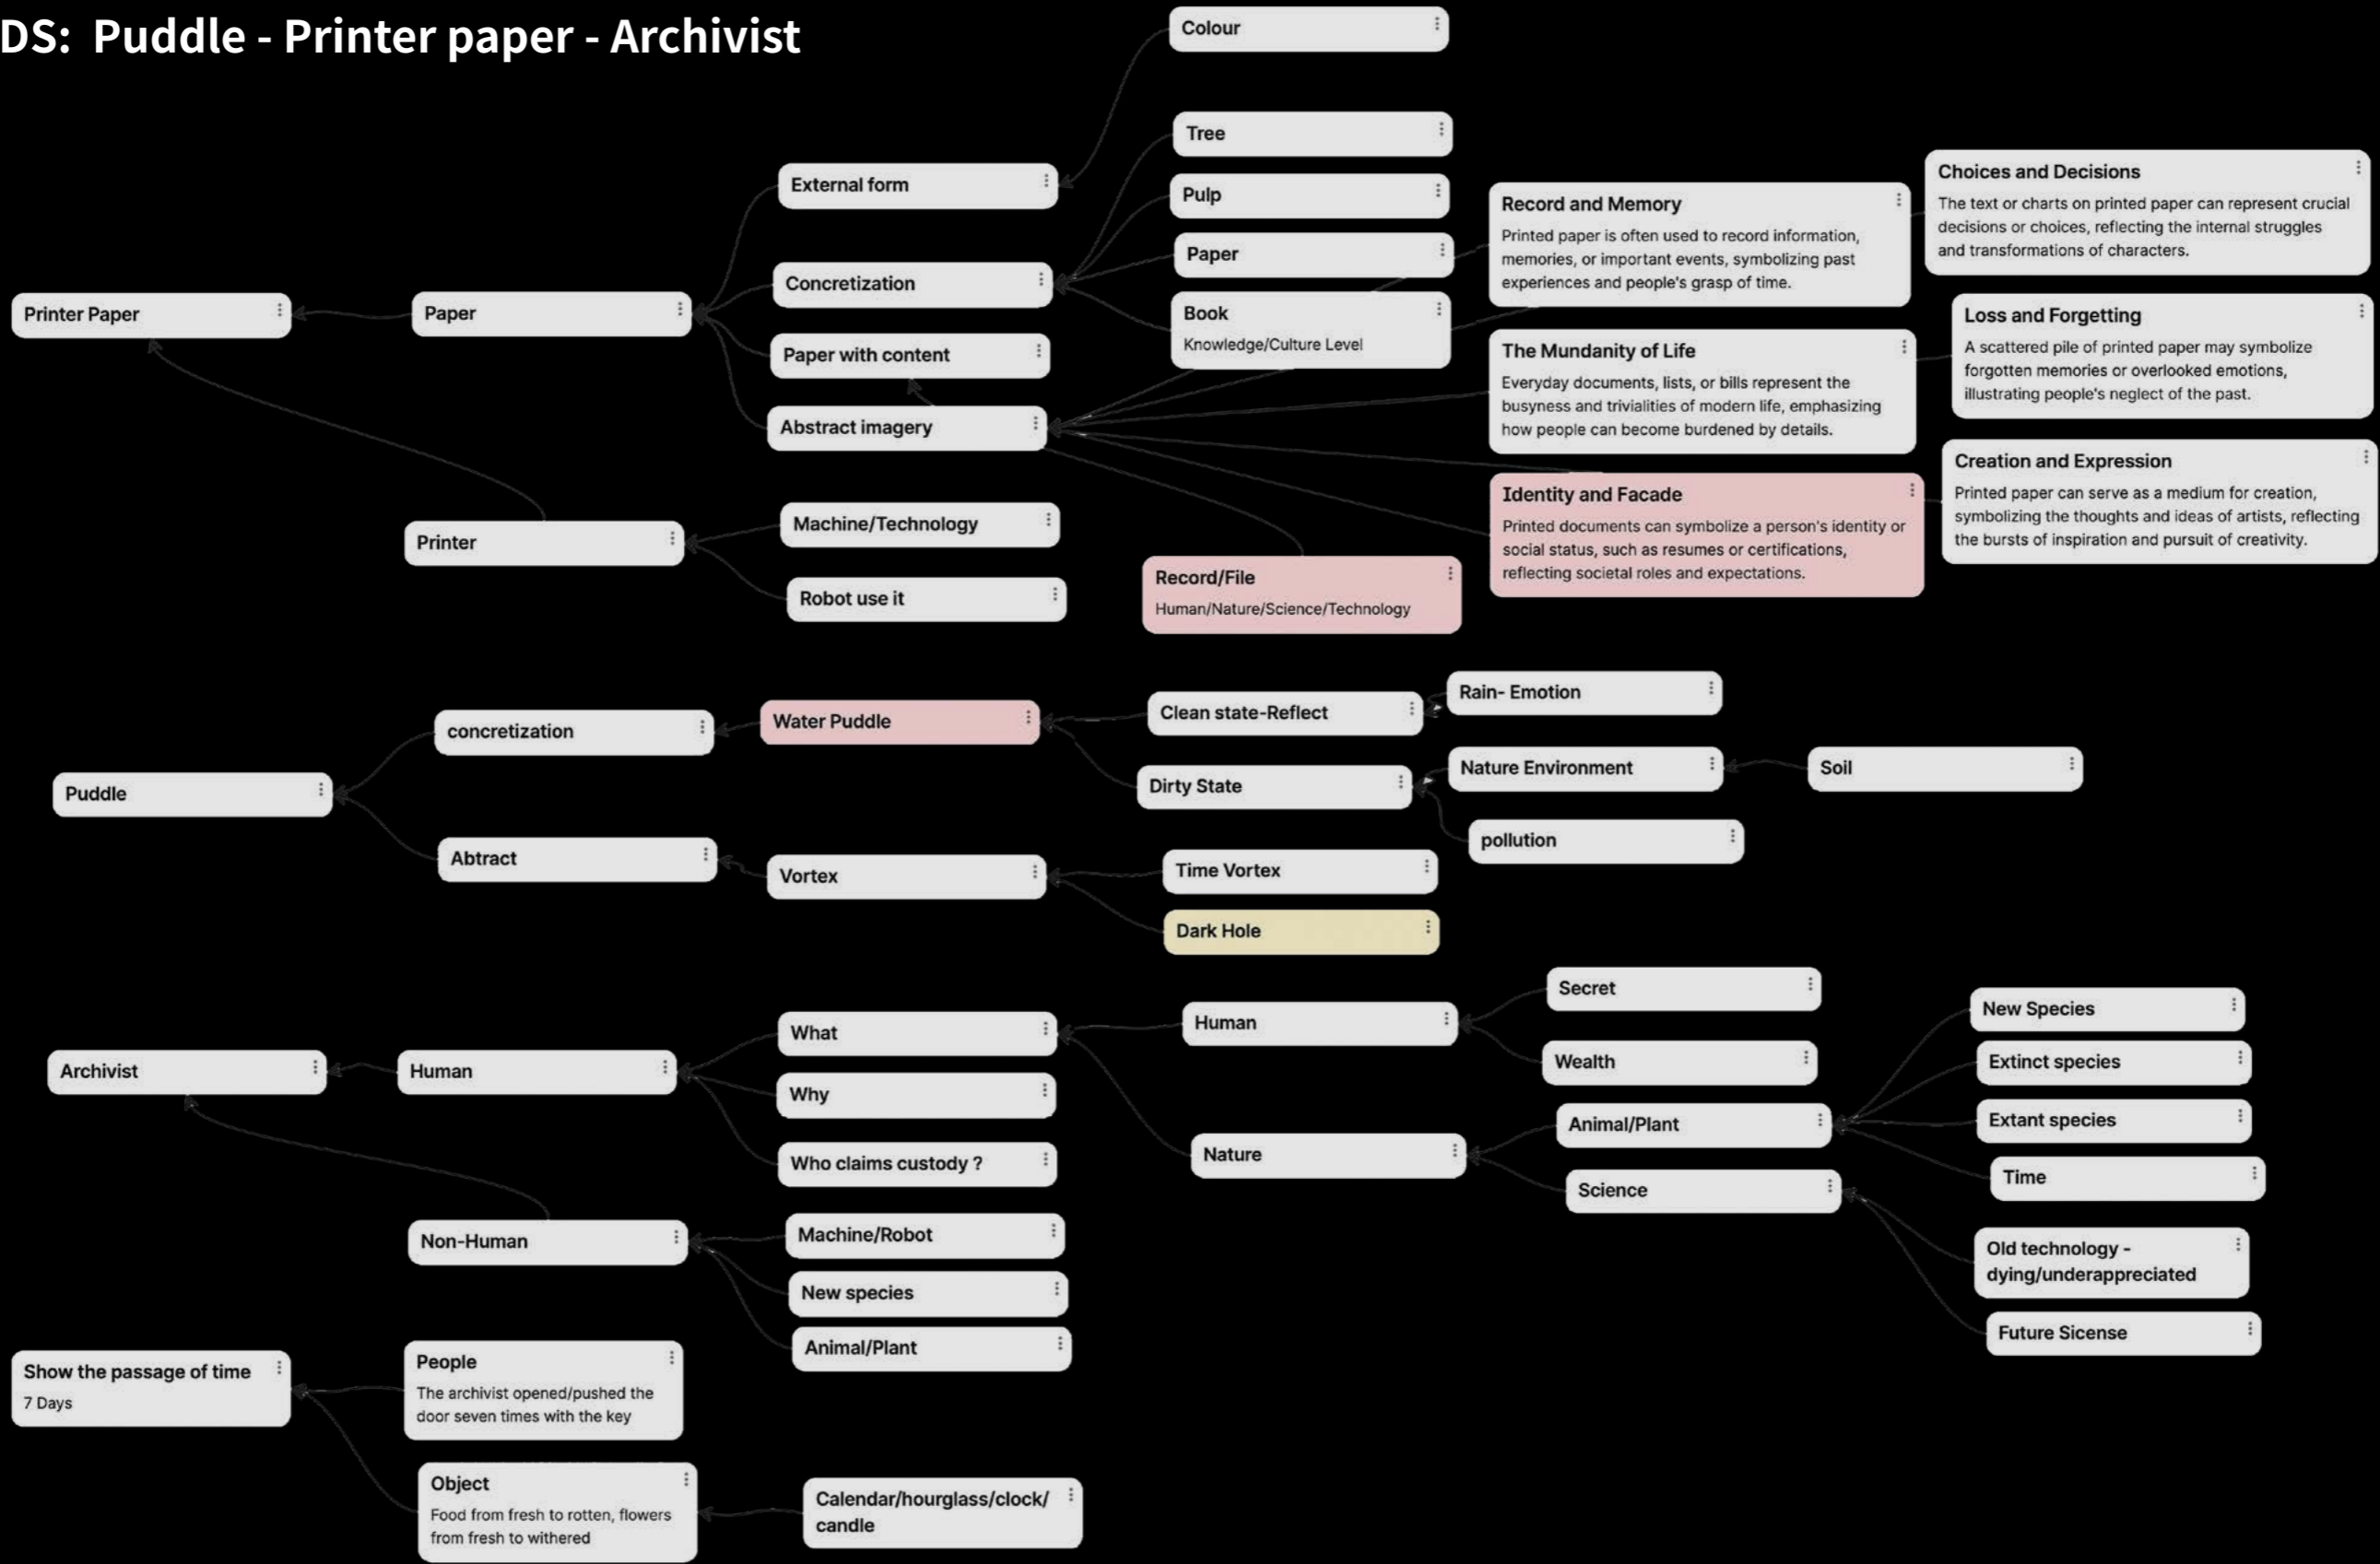 DS: Puddle - Printer paper - Archivist
Colour
Tree
External form
Pulp
Paper
Concretization
Book
Knowledge/Culture Level
Printer Paper
Paper
Paper with content
Abstract imagery
Record and Memory
Printed paper is often used to record information,
memories, or important events, symbolizing past
experiences and people's grasp of time.
Choices and Decisions
The text or charts on printed paper can represent crucial
decisions or choices, reflecting the internal struggles
and transformations of characters.
The Mundanity of Life
Everyday documents, lists, or bills represent the
busyness and trivialities of modern life, emphasizing
how people can become burdened by details.
Loss and Forgetting
A scattered pile of printed paper may symbolize
forgotten memories or overlooked emotions,
illustrating people's neglect of the past.
Identity and Facade
Printed documents can symbolize a person's identity or
social status, such as resumes or certifications,
reflecting societal roles and expectations.
Creation and Expression
Printed paper can serve as a medium for creation,
symbolizing the thoughts and ideas of artists, reflecting
the bursts of inspiration and pursuit of creativity.
Printer
Machine/Technology
Robot use it
Record/File
Human/Nature/Science/Technology
Puddle
concretization
Water Puddle
Clean state-Reflect
Rain- Emotion
Dirty State
Nature Environment
Soil
pollution
Abtract
Vortex
Time Vortex
Dark Hole
Archivist
Human
What
Why
Who claims custody ?
Human
Secret
Wealth
Nature
Animal/Plant
New Species
Extinct species
Extant species
Time
Science
Old technology -
dying/underappreciated
Future Sicense
Non-Human
Machine/Robot
New species
Animal/Plant
Show the passage of time
7 Days
People
The archivist opened/pushed the
door seven times with the key
Object
Food from fresh to rotten, flowers
from fresh to withered
Calendar/hourglass/clock/
candle